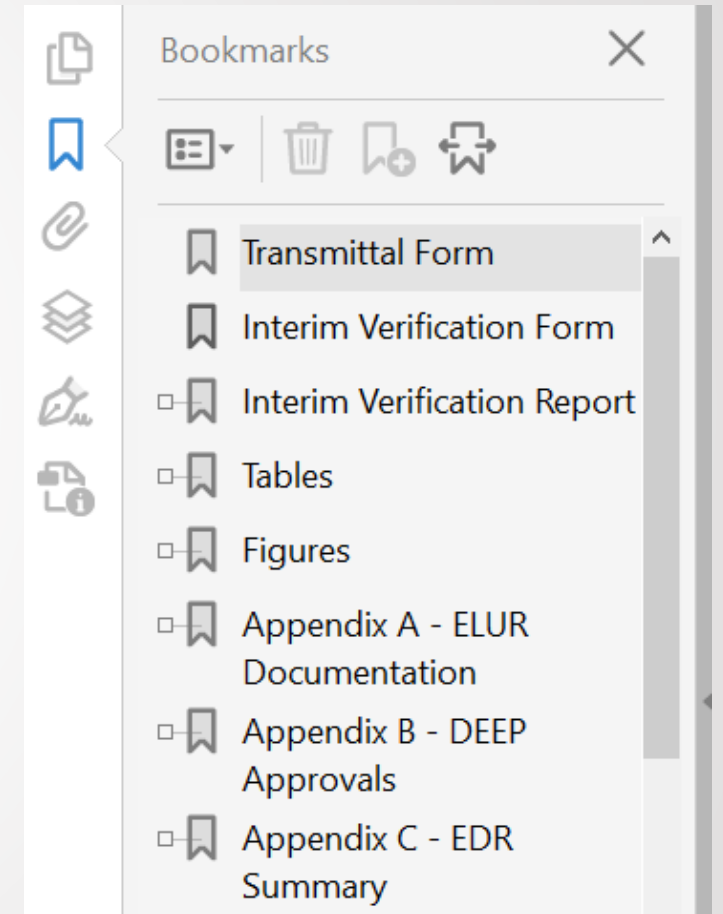 Bookmarks
Transmittal Form
Interim Verification Form
Interim Verification Report
Tables
Figures
Appendix A - ELUR
Documentation
Appendix B - DEEP
Approvals
Appendix C - EDR
Summary